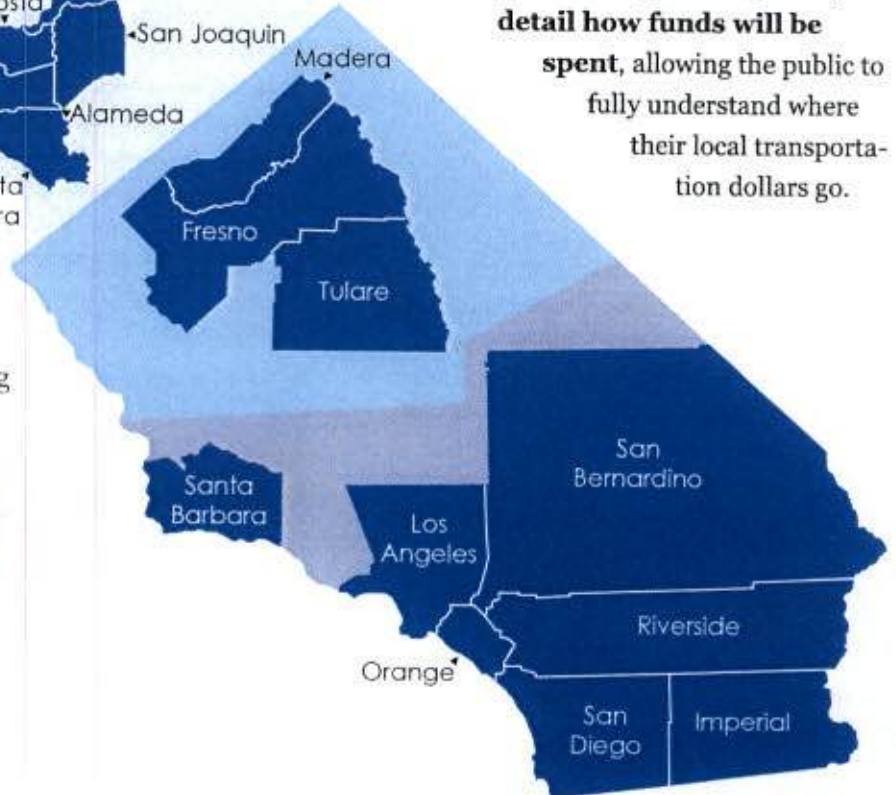 San Joaquin
Madera
Alameda
Fresno
Tulare
Santa
Barbara
Los
Angeles
San
Bernardino
Orange
Riverside
San
Diego
Imperial
detail how funds will be
spent, allowing the public to
fully understand where
their local transporta-
tion dollars go.